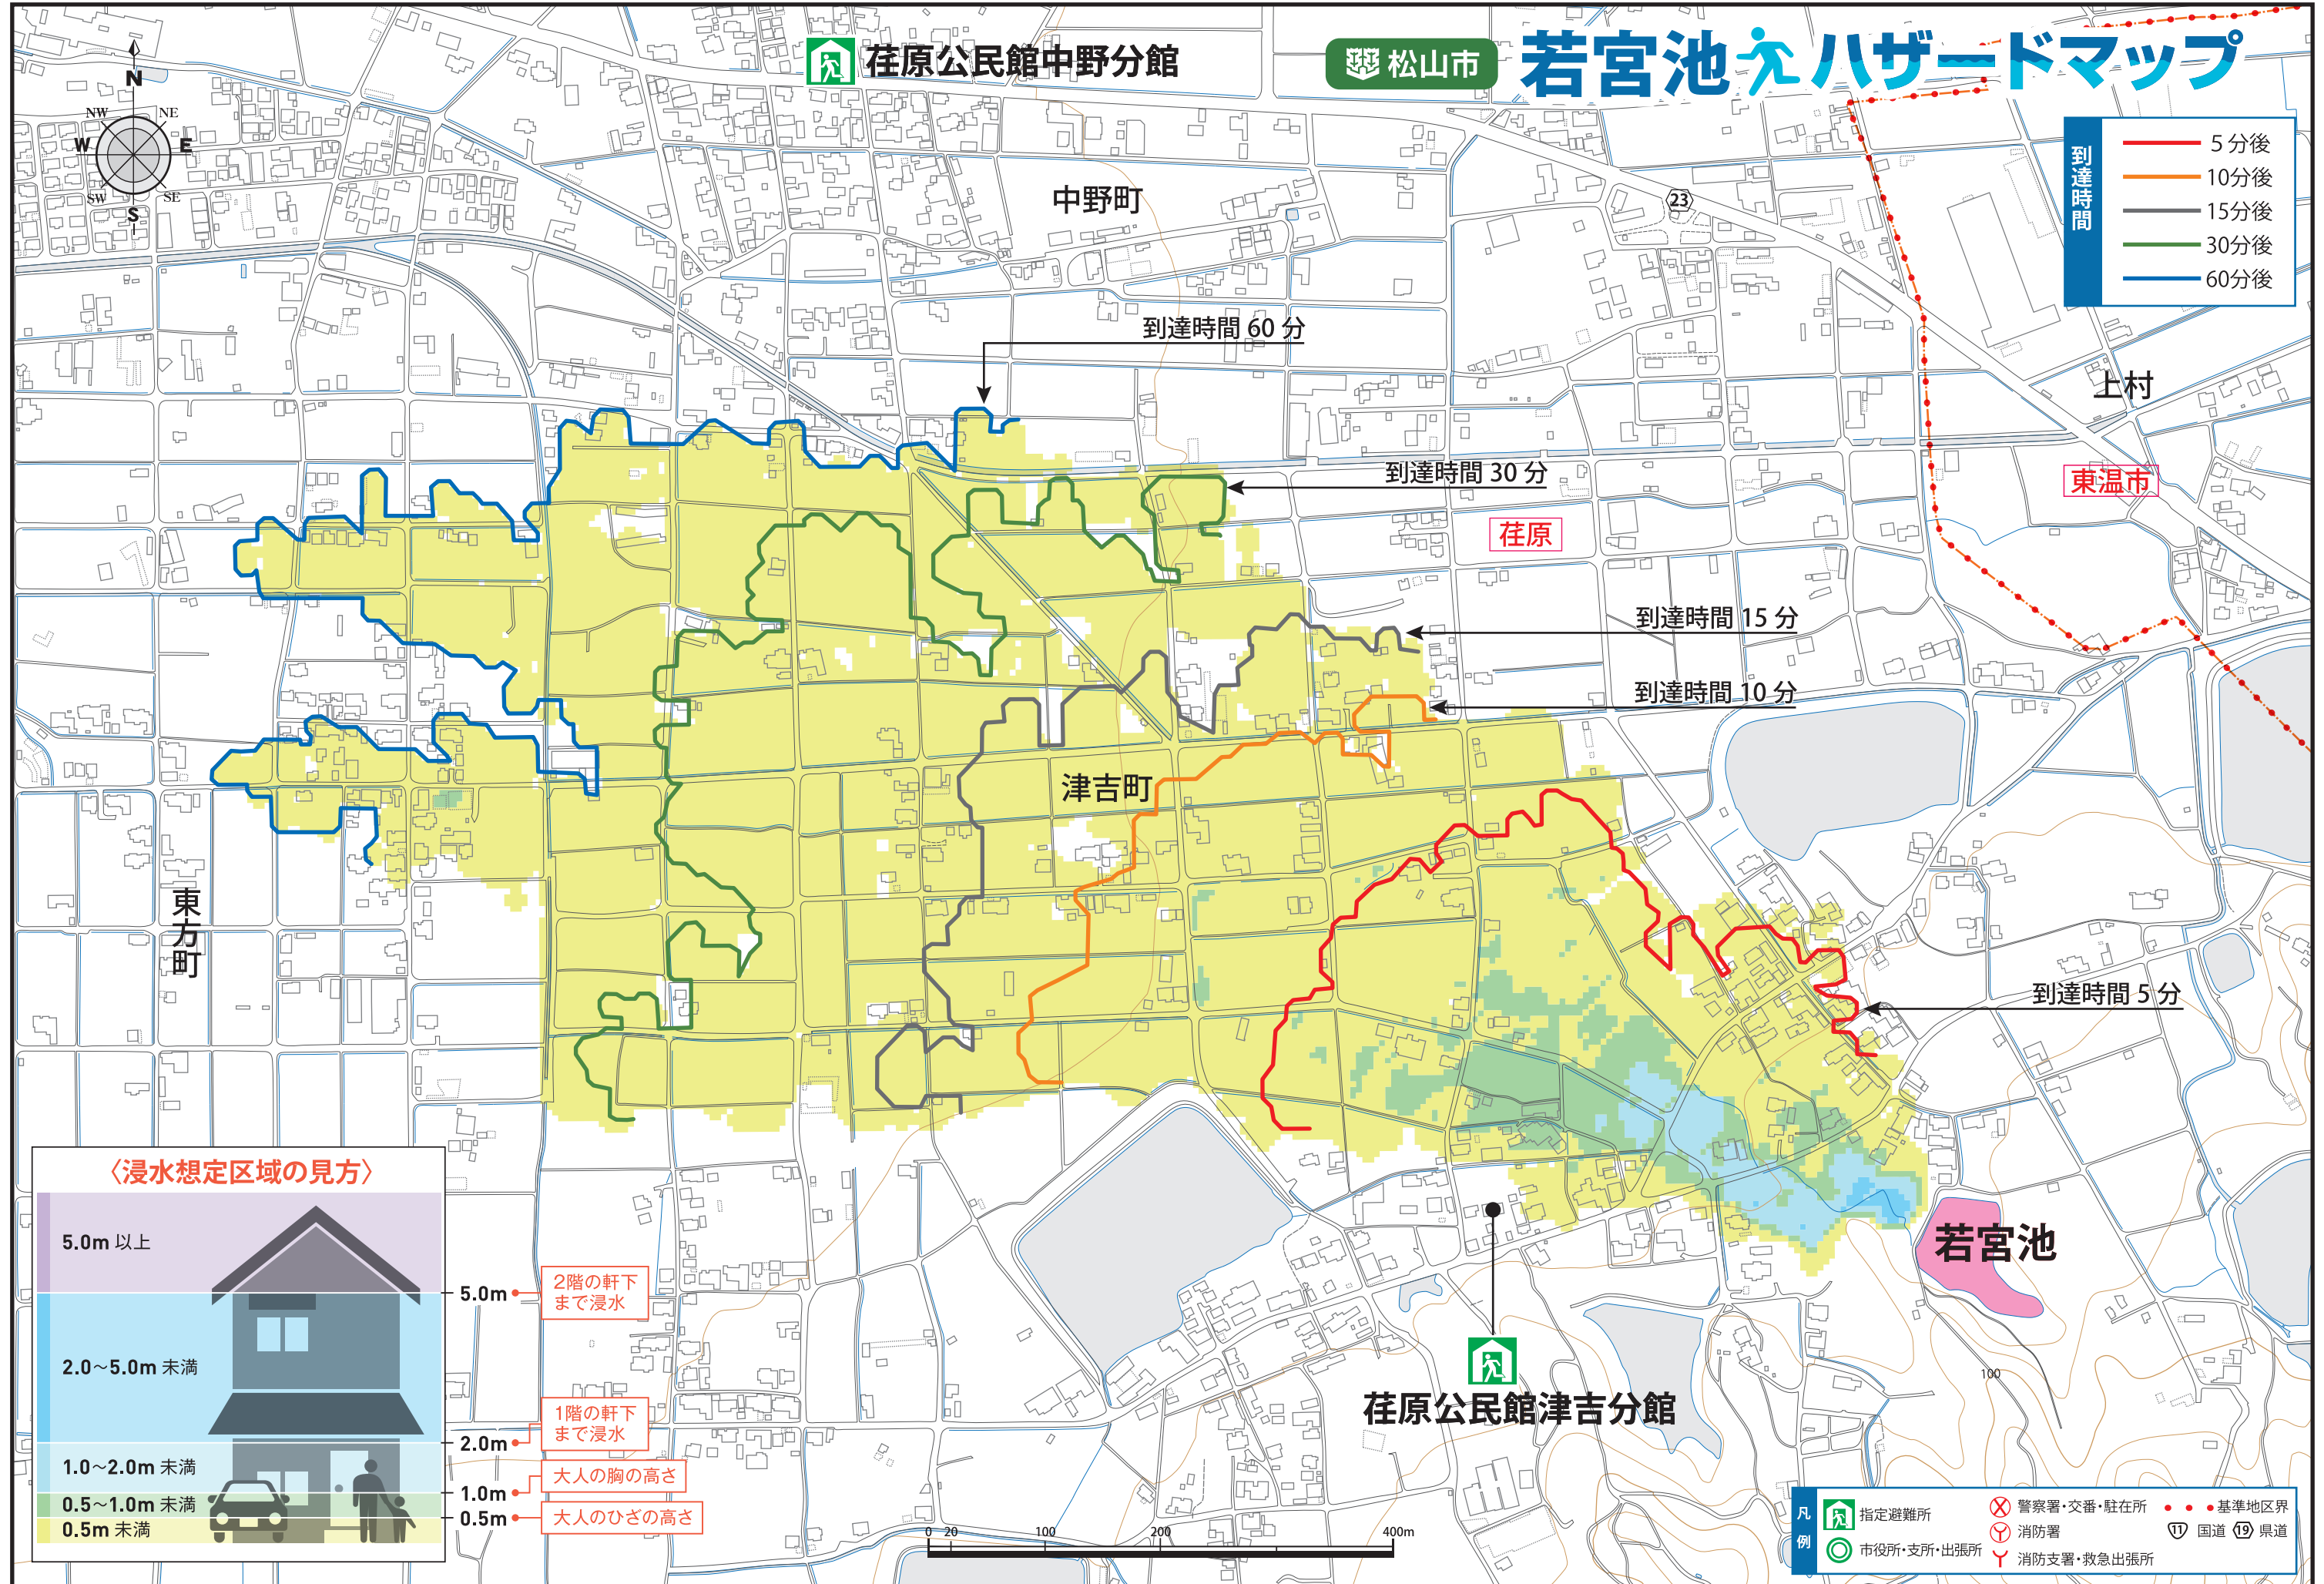 荏原公民館中野分館
松山市
若宮池ハザードマップ
N
NW
NE
W
E
SW
SE
S
到達時間
5 分後
10分後
15分後
30分後
60分後
中野町
23
到達時間 60 分
上村
到達時間 30 分
東温市
荏原
到達時間 15 分
到達時間 10 分
津吉町
東方町
到達時間 5 分
若宮池
100
荏原公民館津吉分館
〈浸水想定区域の見方〉
5.0m 以上
5.0m
2階の軒下
まで浸水
2.0〜5.0m 未満
1階の軒下
まで浸水
2.0m
1.0〜2.0m 未満
大人の胸の高さ
1.0m
0.5〜1.0m 未満
0.5m
大人のひざの高さ
0.5m 未満
0 20 100 200 400m
凡例
指定避難所
市役所・支所・出張所
警察署・交番・駐在所
消防署
消防支署・救急出張所
基準地区界
11 国道 19 県道